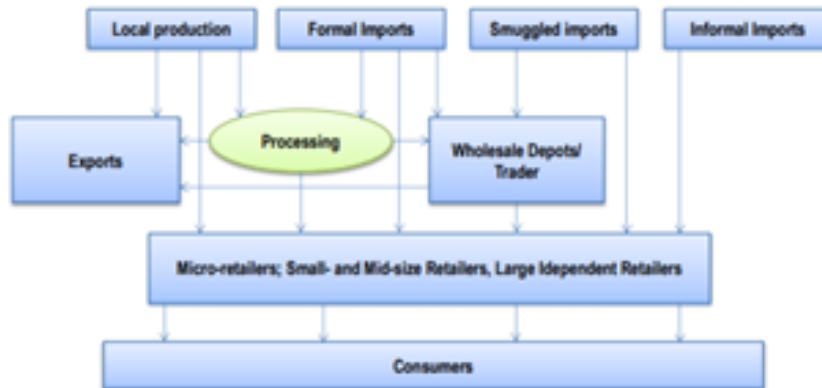 Local production
Formal Imports
Smuggled imports
Informal Imports
Exports
Processing
Wholesale Depots/
Trader
Micro-retailers; Small- and Mid-size Retailers, Large Idependent Retailers
Consumers